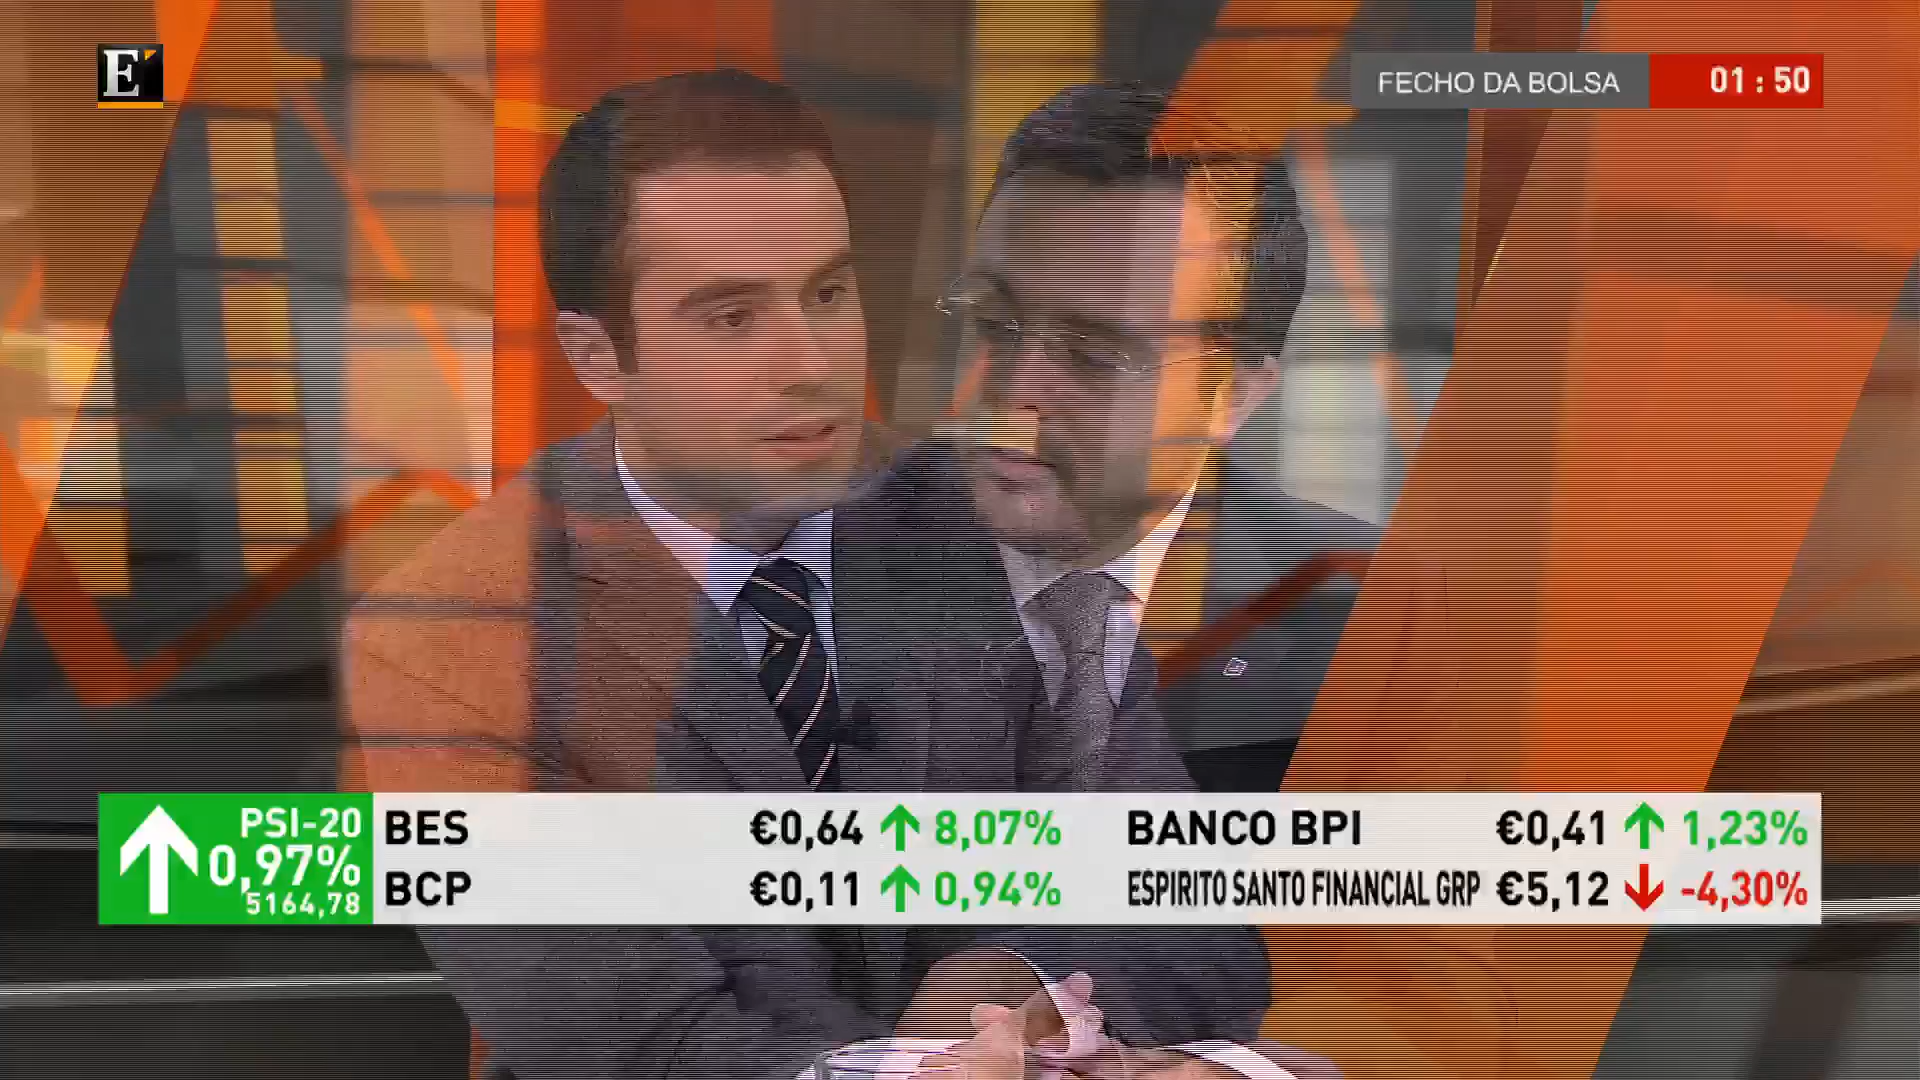 E
FECHO DA BOLSA 01 : 50
PSI-20
0,97%
5164,78
BES €0,64 8,07%
BCP €0,11 0,94%
BANCO BPI €0,41 1,23%
ESPIRITO SANTO FINANCIAL GRP €5,12 -4,30%